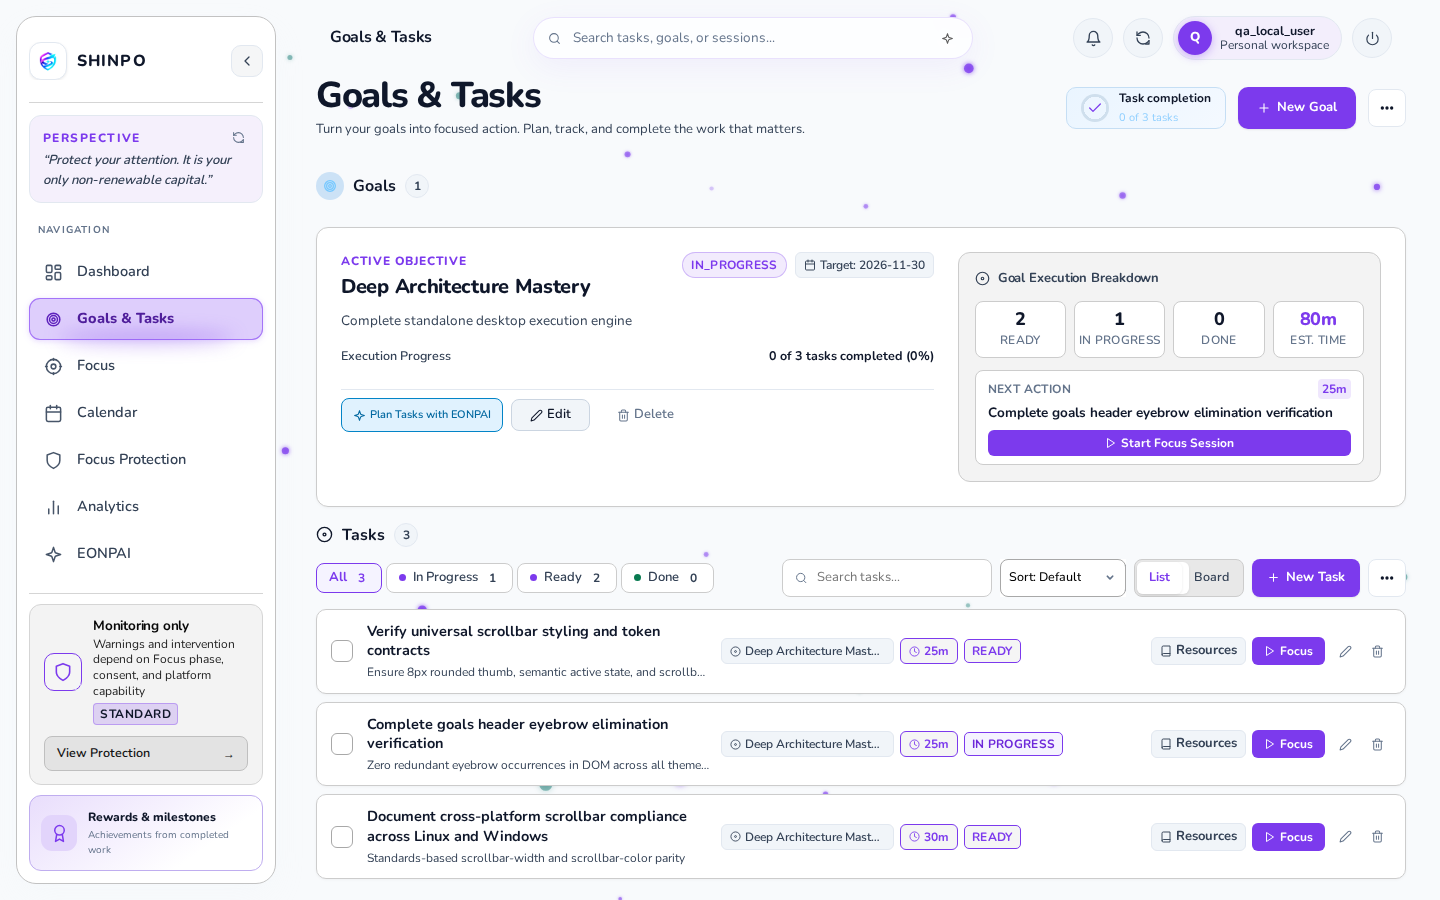 SHINPO
PERSPECTIVE
“Protect your attention. It is your
only non-renewable capital.”
NAVIGATION
Dashboard
Goals & Tasks
Focus
Calendar
Focus Protection
Analytics
EONPAI
Monitoring only
Warnings and intervention
depend on Focus phase,
consent, and platform
capability
STANDARD
View Protection →
Rewards & milestones
Achievements from completed
work
Goals & Tasks
Search tasks, goals, or sessions...
Q
qa_local_user
Personal workspace
Goals & Tasks
Turn your goals into focused action. Plan, track, and complete the work that matters.
Task completion
0 of 3 tasks
+ New Goal
•••
Goals 1
ACTIVE OBJECTIVE
IN_PROGRESS
Target: 2026-11-30
Deep Architecture Mastery
Complete standalone desktop execution engine
Execution Progress
0 of 3 tasks completed (0%)
Plan Tasks with EONPAI
Edit
Delete
Goal Execution Breakdown
2
READY
1
IN PROGRESS
0
DONE
80m
EST. TIME
NEXT ACTION
25m
Complete goals header eyebrow elimination verification
Start Focus Session
Tasks 3
All 3
In Progress 1
Ready 2
Done 0
Search tasks...
Sort: Default
List
Board
+ New Task
•••
Verify universal scrollbar styling and token
contracts
Ensure 8px rounded thumb, semantic active state, and scrollb...
Deep Architecture Mast...
25m
READY
Resources
Focus
Complete goals header eyebrow elimination
verification
Zero redundant eyebrow occurrences in DOM across all theme...
Deep Architecture Mast...
25m
IN PROGRESS
Resources
Focus
Document cross-platform scrollbar compliance
across Linux and Windows
Standards-based scrollbar-width and scrollbar-color parity
Deep Architecture Mast...
30m
READY
Resources
Focus